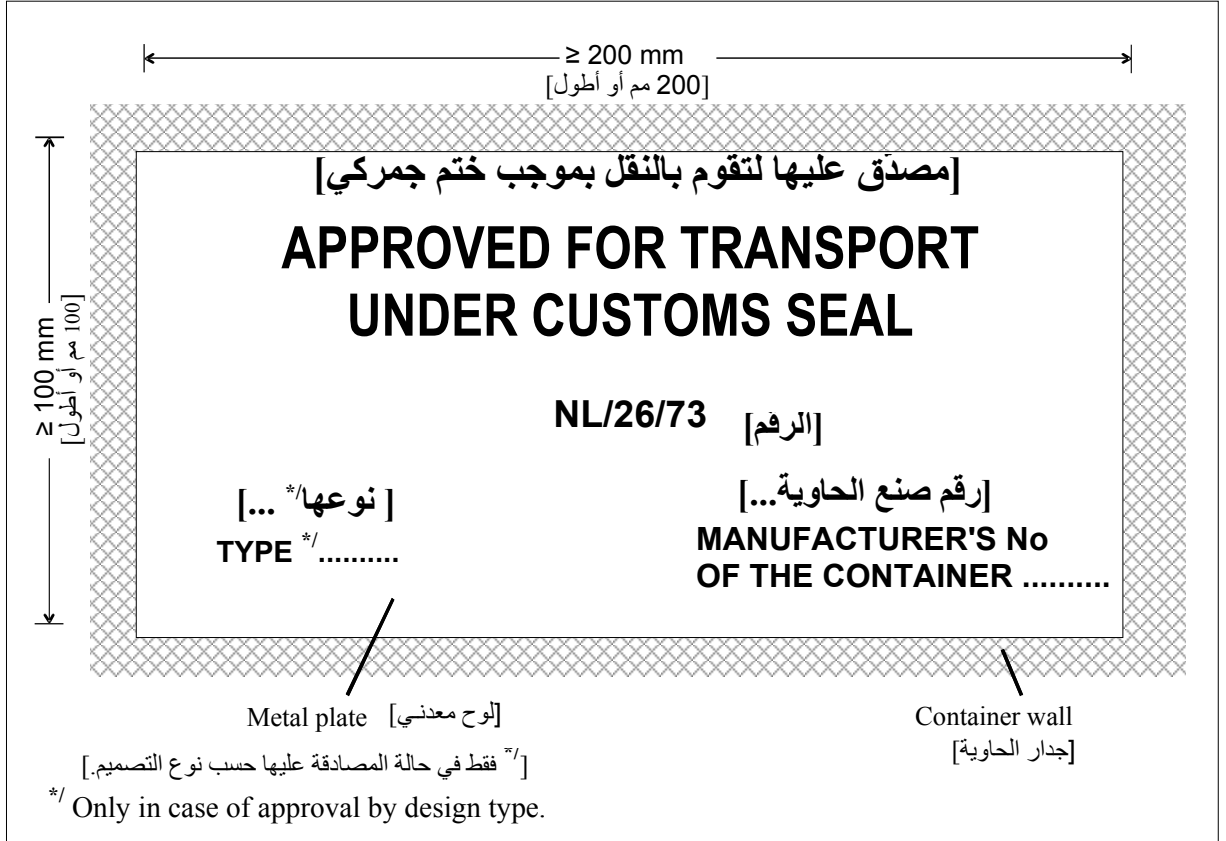 ≥ 200 mm
[200 مم أو أطول]
≥ 100 mm
[100 مم أو أطول]
[مصدّق عليها لتقوم بالنقل بموجب ختم جمركي]
APPROVED FOR TRANSPORT
UNDER CUSTOMS SEAL
NL/26/73 [الرقم]
[نوعها/* ...]
TYPE */..........
[رقم صنع الحاوية...]
MANUFACTURER'S No
OF THE CONTAINER ..........
Metal plate [لوح معدني]
Container wall
[جدار الحاوية]
[/* فقط في حالة المصادقة عليها حسب نوع التصميم.]
*/ Only in case of approval by design type.